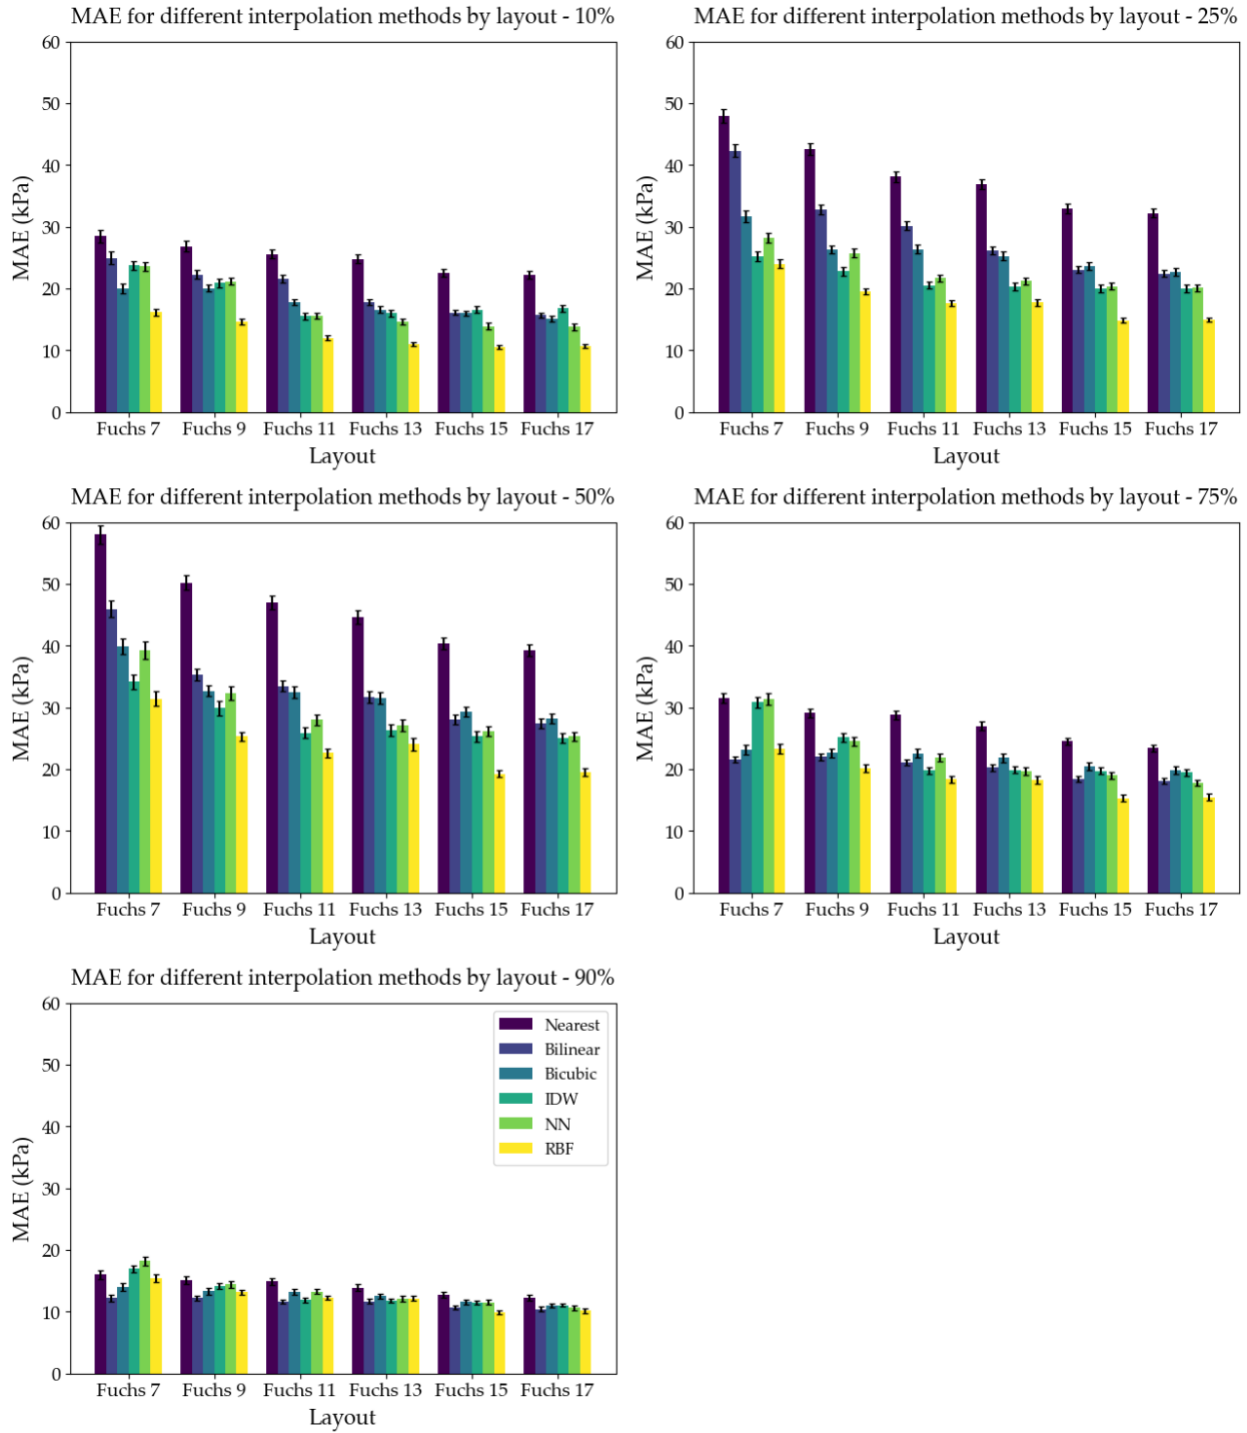 MAE for different interpolation methods by layout - 10%
60
50
40
30
20
10
0
MAE (kPa)
Fuchs 7 Fuchs 9 Fuchs 11 Fuchs 13 Fuchs 15 Fuchs 17
Layout
MAE for different interpolation methods by layout - 25%
60
50
40
30
20
10
0
MAE (kPa)
Fuchs 7 Fuchs 9 Fuchs 11 Fuchs 13 Fuchs 15 Fuchs 17
Layout
MAE for different interpolation methods by layout - 50%
60
50
40
30
20
10
0
MAE (kPa)
Fuchs 7 Fuchs 9 Fuchs 11 Fuchs 13 Fuchs 15 Fuchs 17
Layout
MAE for different interpolation methods by layout - 75%
60
50
40
30
20
10
0
MAE (kPa)
Fuchs 7 Fuchs 9 Fuchs 11 Fuchs 13 Fuchs 15 Fuchs 17
Layout
MAE for different interpolation methods by layout - 90%
60
50
40
30
20
10
0
MAE (kPa)
Nearest
Bilinear
Bicubic
IDW
NN
RBF
Fuchs 7 Fuchs 9 Fuchs 11 Fuchs 13 Fuchs 15 Fuchs 17
Layout